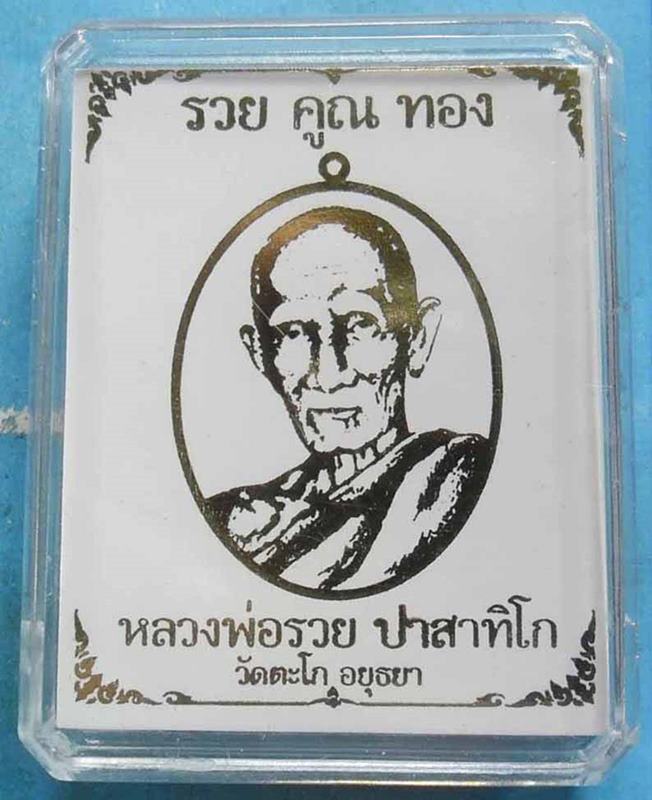 รวย คูณ ทอง
หลวงพ่อรวย ปาสาทิโก
วัดตะโก อยุธยา